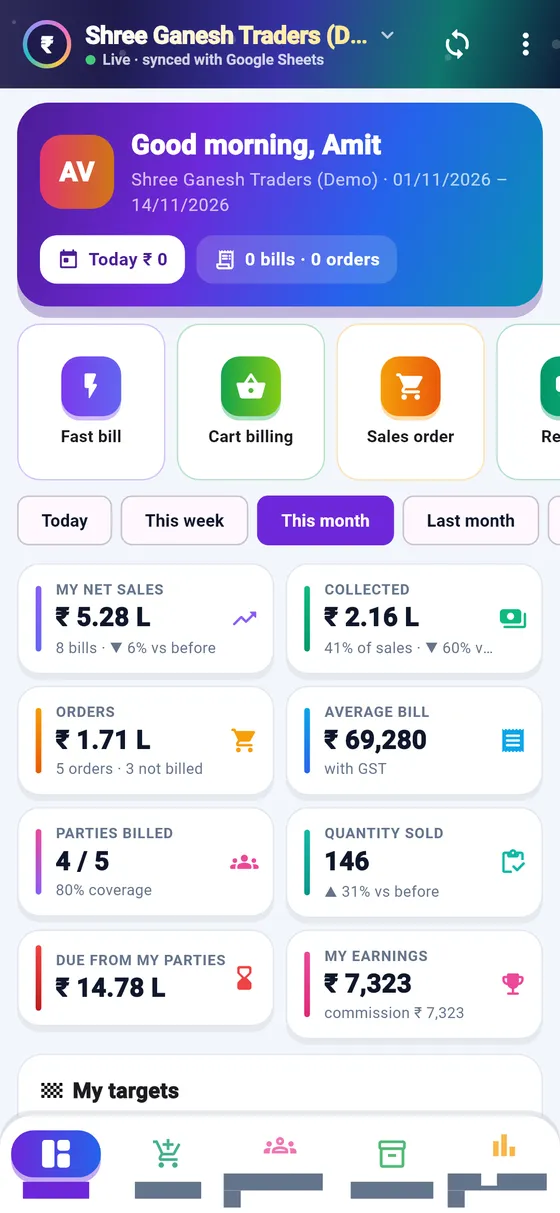 ₹
Shree Ganesh Traders (D...
Live · synced with Google Sheets
AV
Good morning, Amit
Shree Ganesh Traders (Demo) · 01/11/2026 –
14/11/2026
Today ₹ 0
0 bills · 0 orders
Fast bill
Cart billing
Sales order
Re
Today
This week
This month
Last month
MY NET SALES
₹ 5.28 L
8 bills · ▼ 6% vs before
COLLECTED
₹ 2.16 L
41% of sales · ▼ 60% v...
ORDERS
₹ 1.71 L
5 orders · 3 not billed
AVERAGE BILL
₹ 69,280
with GST
PARTIES BILLED
4 / 5
80% coverage
QUANTITY SOLD
146
▲ 31% vs before
DUE FROM MY PARTIES
₹ 14.78 L
MY EARNINGS
₹ 7,323
commission ₹ 7,323
My targets